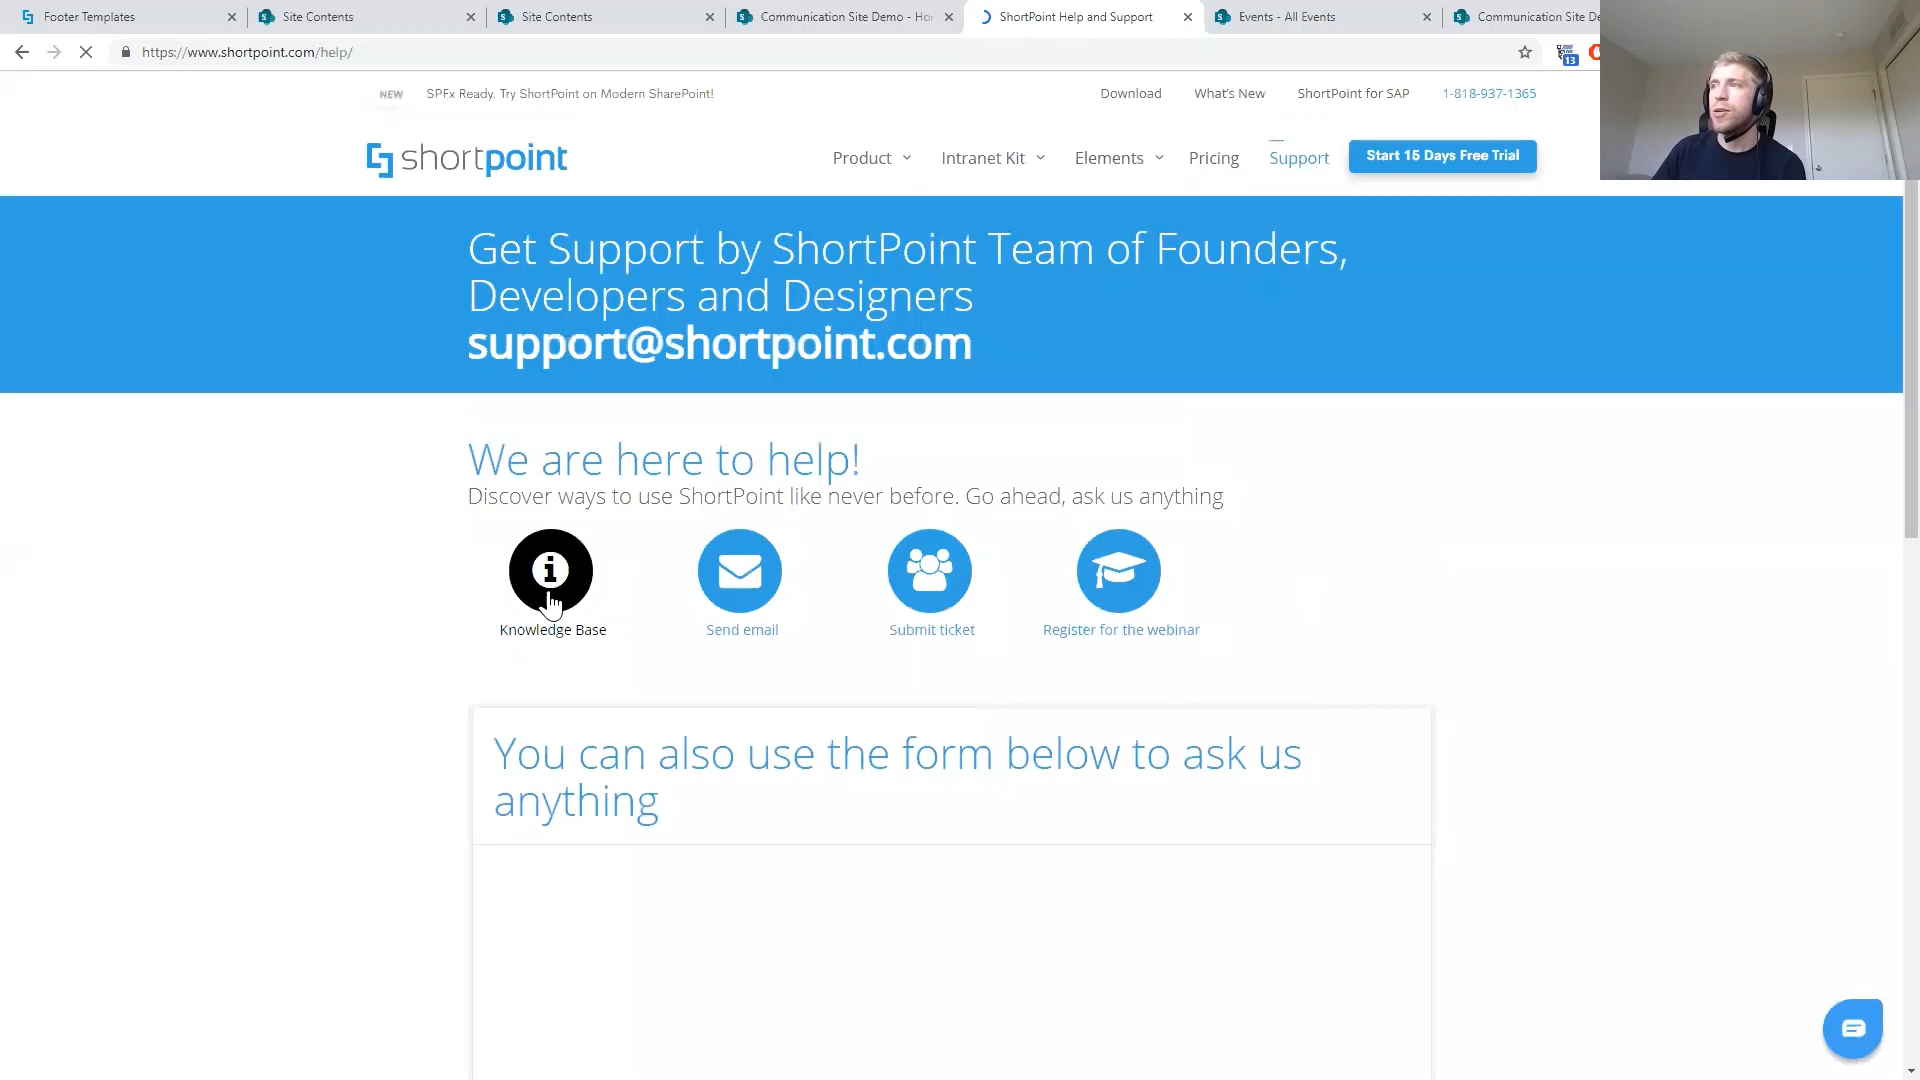 Footer Templates
Site Contents
Site Contents
Communication Site Demo - Ho
ShortPoint Help and Support
Events - All Events
Communication Site De
https://www.shortpoint.com/help/
13
NEW
SPFx Ready. Try ShortPoint on Modern SharePoint!
Download
What's New
ShortPoint for SAP
1-818-937-1365
shortpoint
Product
Intranet Kit
Elements
Pricing
Support
Start 15 Days Free Trial
Get Support by ShortPoint Team of Founders,
Developers and Designers
support@shortpoint.com
We are here to help!
Discover ways to use ShortPoint like never before. Go ahead, ask us anything
Knowledge Base
Send email
Submit ticket
Register for the webinar
You can also use the form below to ask us
anything